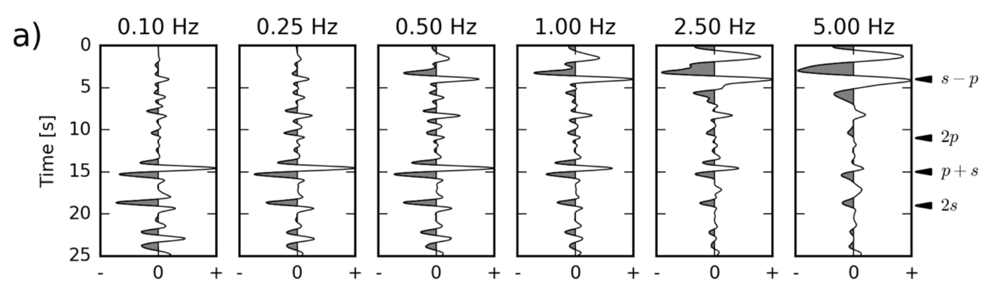 a)
0.10 Hz 0.25 Hz 0.50 Hz 1.00 Hz 2.50 Hz 5.00 Hz
0
5
10
15
20
25
Time [s]
s − p
2p
p + s
2s
- 0 + - 0 + - 0 + - 0 + - 0 + - 0 +